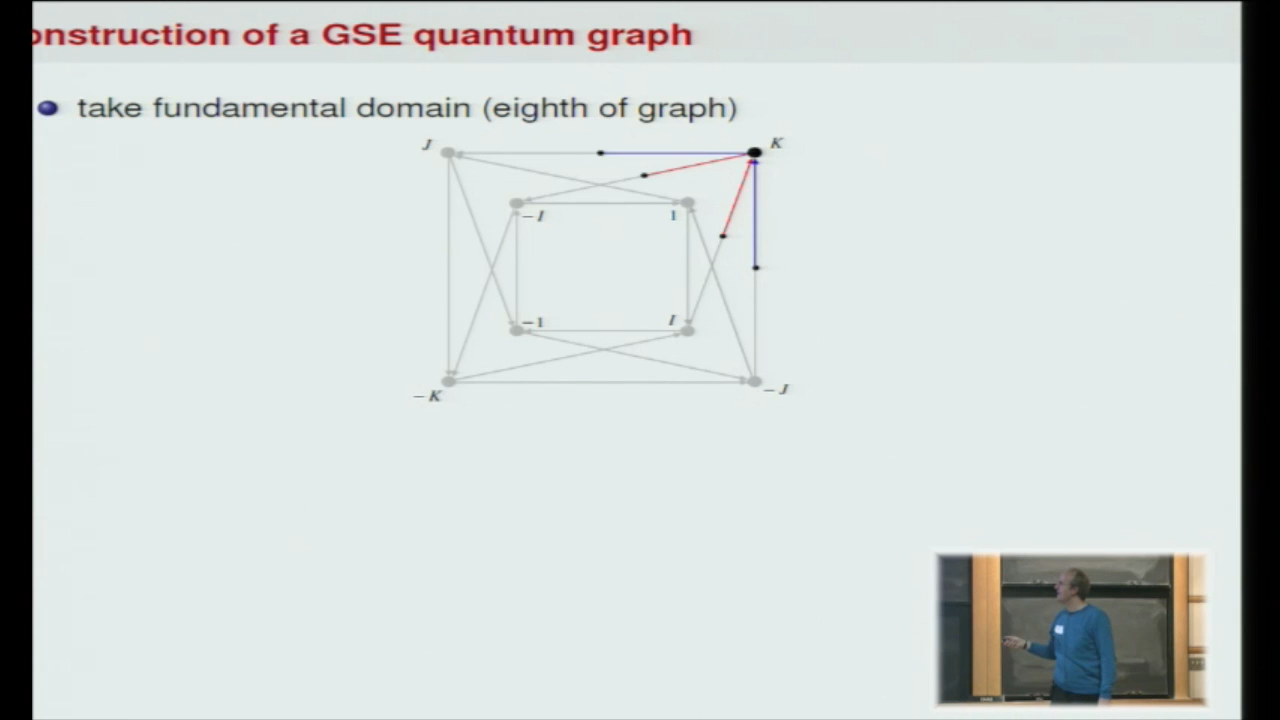 onstruction of a GSE quantum graph
take fundamental domain (eighth of graph)
J
K
-I
1
-1
I
-K
-J